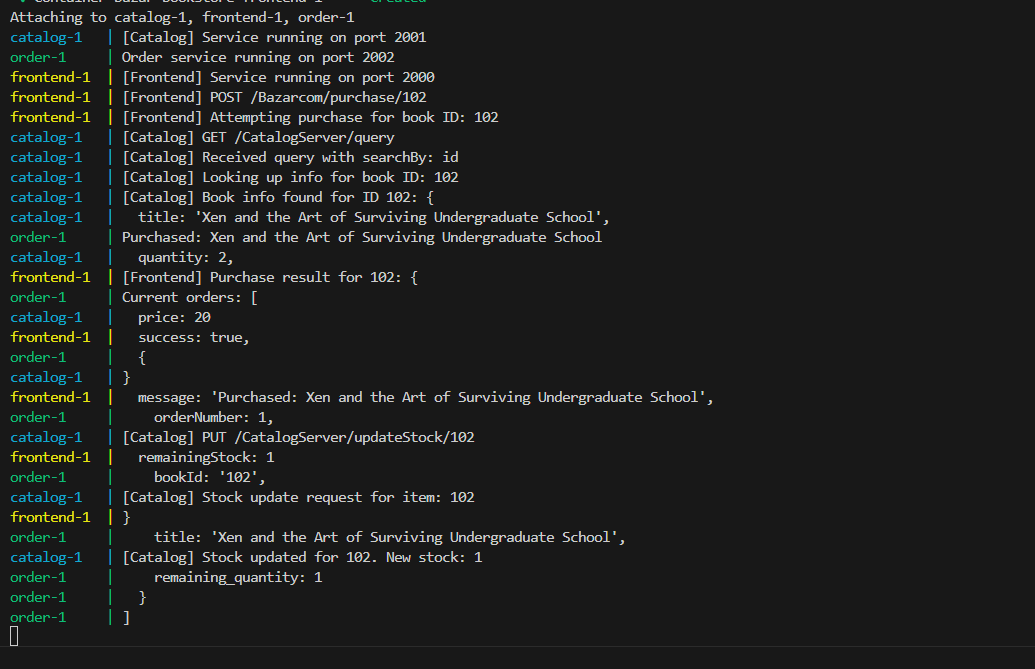 Attaching to catalog-1, frontend-1, order-1
catalog-1   | [Catalog] Service running on port 2001
order-1     | Order service running on port 2002
frontend-1  | [Frontend] Service running on port 2000
frontend-1  | [Frontend] POST /Bazarcom/purchase/102
frontend-1  | [Frontend] Attempting purchase for book ID: 102
catalog-1   | [Catalog] GET /CatalogServer/query
catalog-1   | [Catalog] Received query with searchBy: id
catalog-1   | [Catalog] Looking up info for book ID: 102
catalog-1   | [Catalog] Book info found for ID 102: {
catalog-1   |   title: 'Xen and the Art of Surviving Undergraduate School',
order-1     | Purchased: Xen and the Art of Surviving Undergraduate School
catalog-1   |   quantity: 2,
frontend-1  | [Frontend] Purchase result for 102: {
order-1     | Current orders: [
catalog-1   |   price: 20
frontend-1  |   success: true,
order-1     |   {
catalog-1   | }
frontend-1  |   message: 'Purchased: Xen and the Art of Surviving Undergraduate School',
order-1     |     orderNumber: 1,
catalog-1   | [Catalog] PUT /CatalogServer/updateStock/102
frontend-1  |   remainingStock: 1
order-1     |     bookId: '102',
catalog-1   | [Catalog] Stock update request for item: 102
frontend-1  | }
order-1     |     title: 'Xen and the Art of Surviving Undergraduate School',
catalog-1   | [Catalog] Stock updated for 102. New stock: 1
order-1     |     remaining_quantity: 1
order-1     |   }
order-1     | ]